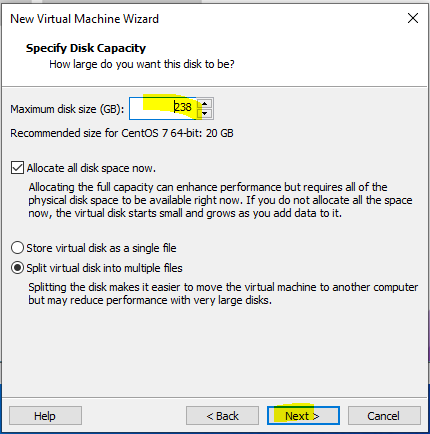 New Virtual Machine Wizard
Specify Disk Capacity
How large do you want this disk to be?
Maximum disk size (GB): 238
Recommended size for CentOS 7 64-bit: 20 GB
Allocate all disk space now.
Allocating the full capacity can enhance performance but requires all of the
physical disk space to be available right now. If you do not allocate all the space
now, the virtual disk starts small and grows as you add data to it.
Store virtual disk as a single file
Split virtual disk into multiple files
Splitting the disk makes it easier to move the virtual machine to another computer
but may reduce performance with very large disks.
Help < Back Next > Cancel